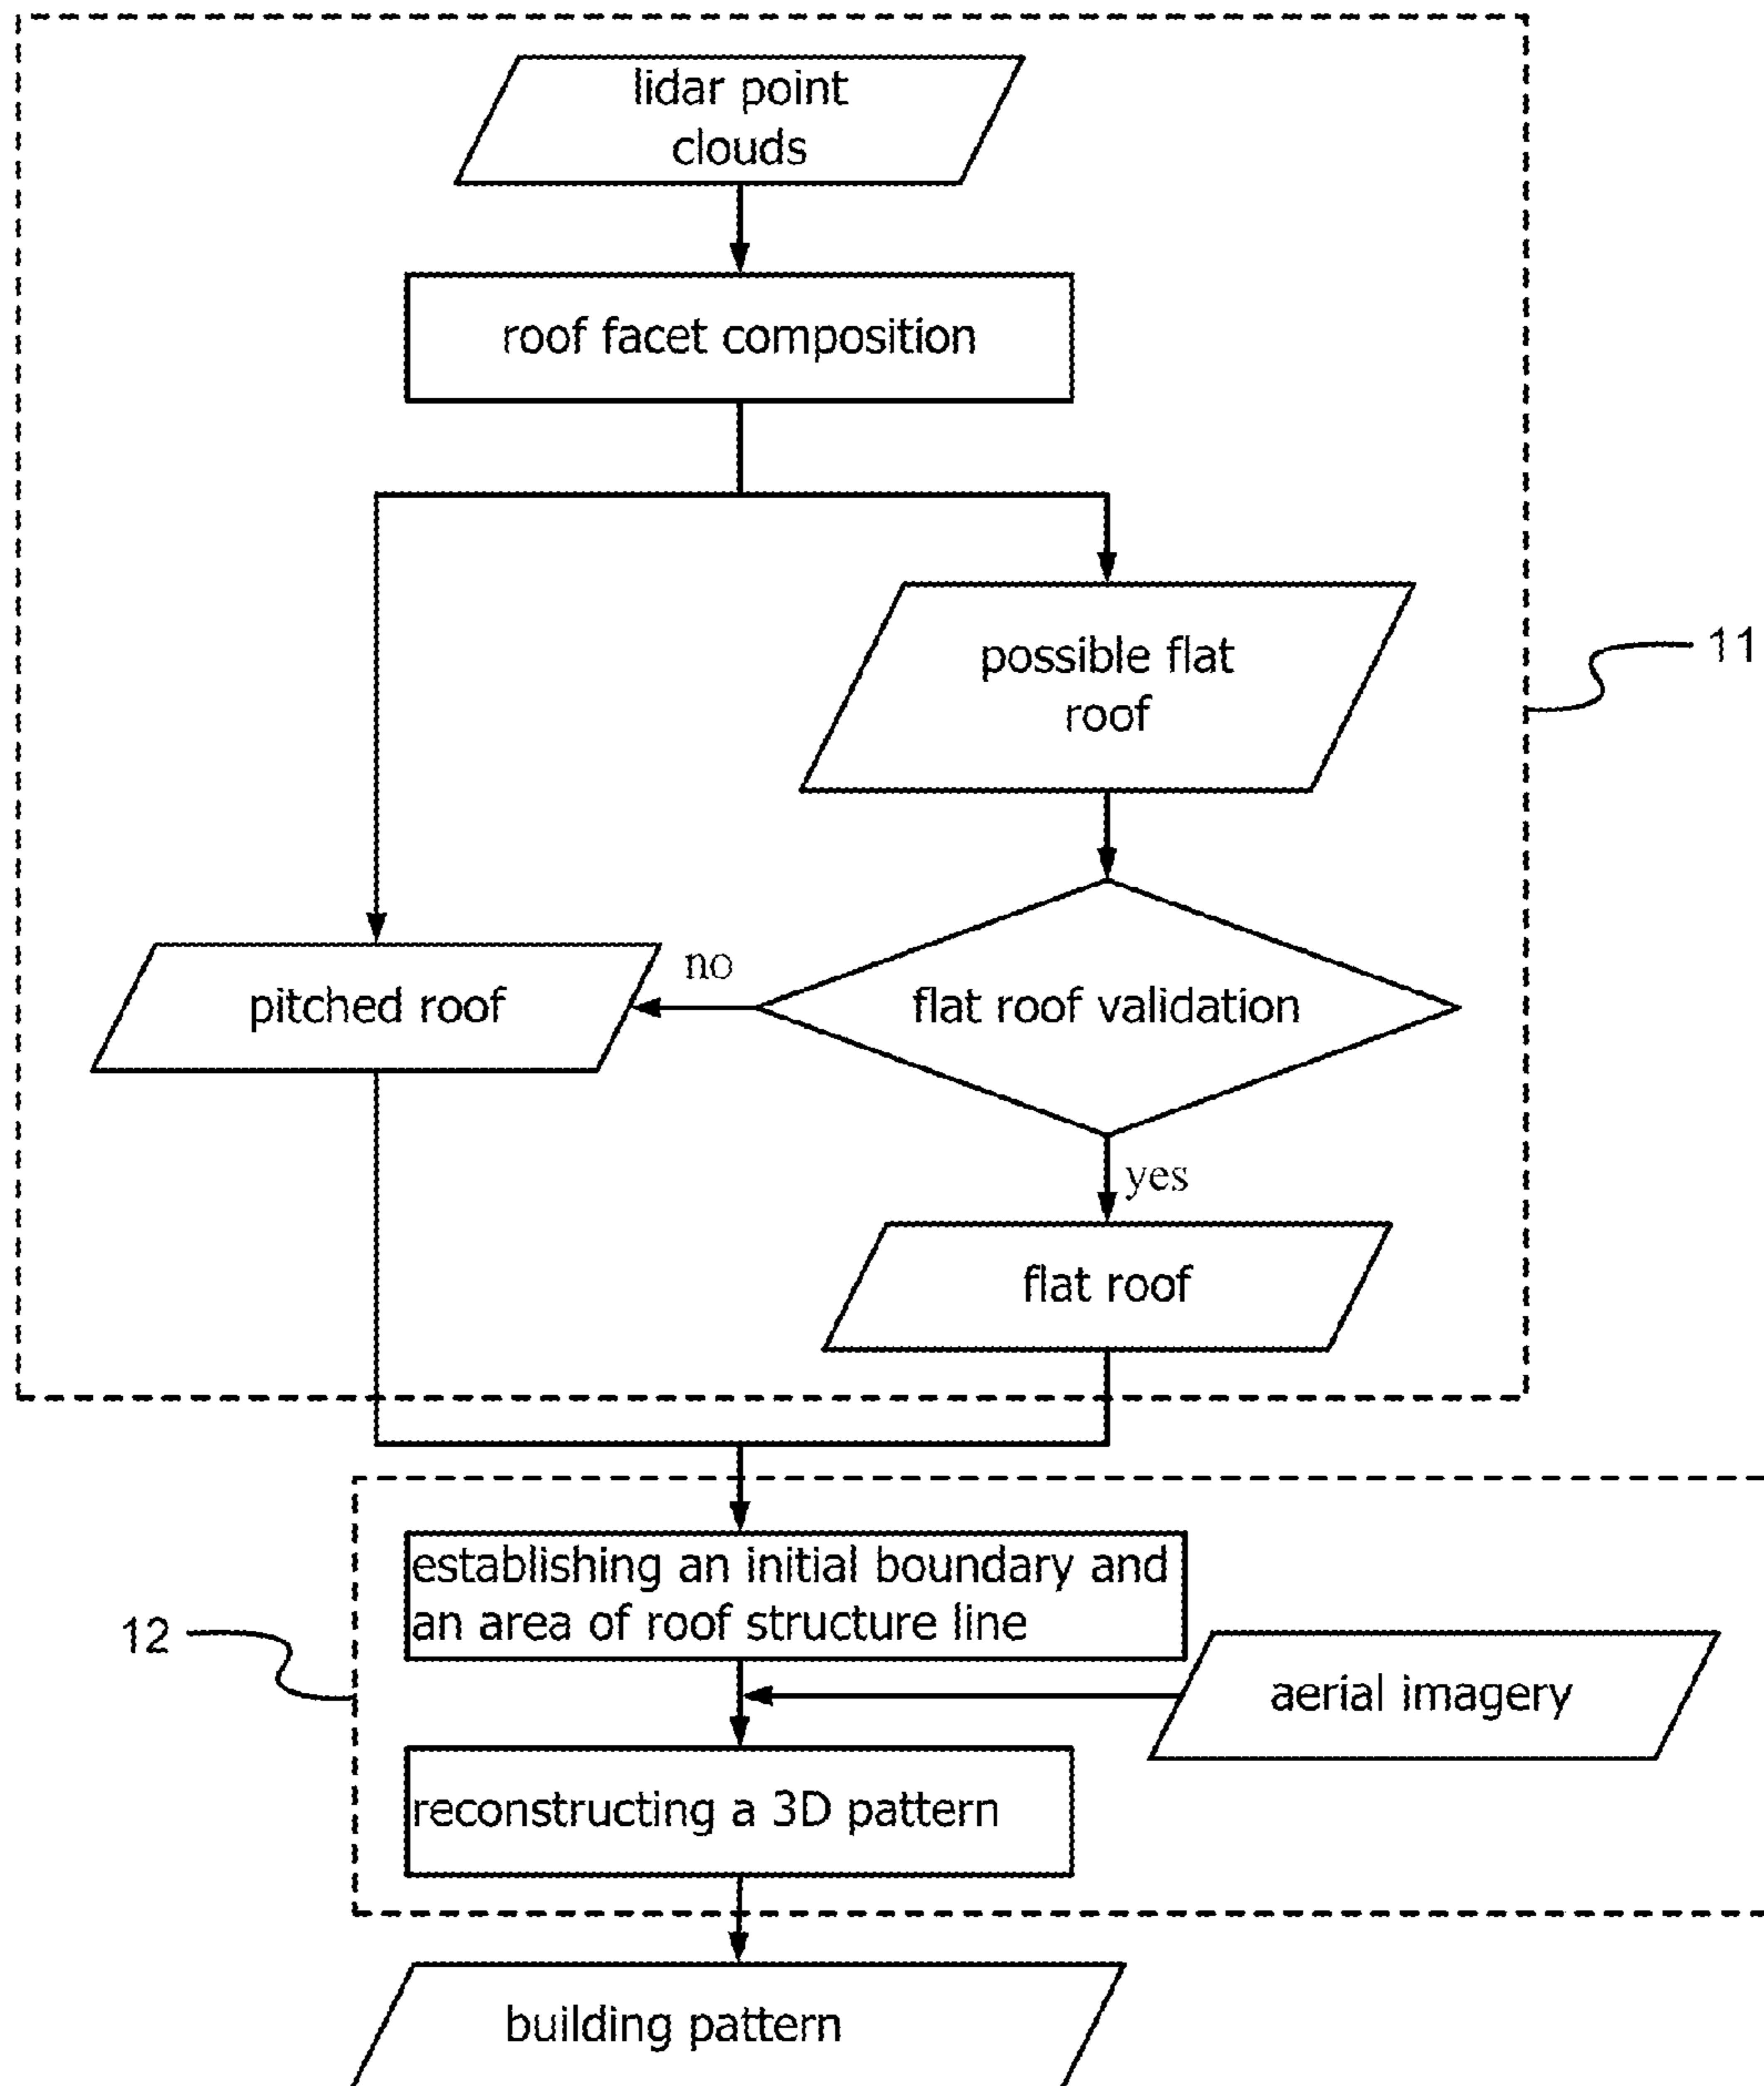 lidar point
clouds
roof facet composition
possible flat
roof
11
pitched roof
no
flat roof validation
yes
flat roof
establishing an initial boundary and
an area of roof structure line
12
aerial imagery
reconstructing a 3D pattern
building pattern